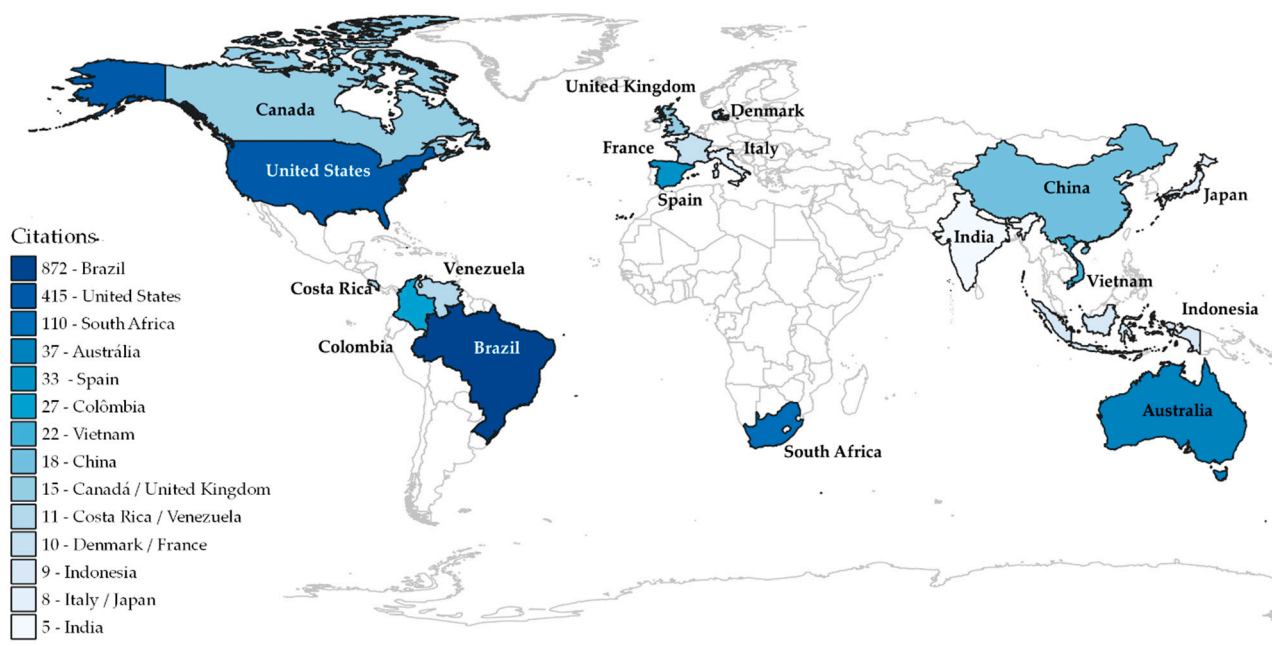 United Kingdom
Canada
Denmark
France
Italy
United States
China
Spain
Japan
India
Citations
872 - Brazil
Venezuela
Vietnam
415 - United States
Costa Rica
Indonesia
110 - South Africa
Colombia
Brazil
37 - Austrália
33 - Spain
27 - Colômbia
Australia
22 - Vietnam
South Africa
18 - China
15 - Canadá / United Kingdom
11 - Costa Rica / Venezuela
10 - Denmark / France
9 - Indonesia
8 - Italy / Japan
5 - India